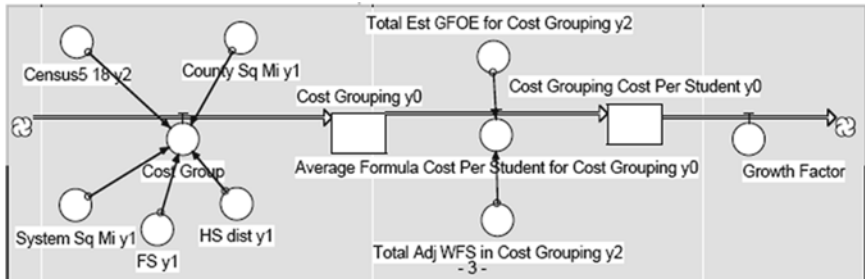 Total Est GFOE for Cost Grouping y2
Census5 18 y2
County Sq Mi y1
Cost Grouping y0
Cost Grouping Cost Per Student y0
Cost Group
Average Formula Cost Per Student for Cost Grouping y0
Growth Factor
System Sq Mi y1
FS y1
HS dist y1
Total Adj WFS in Cost Grouping y2
- 3 -